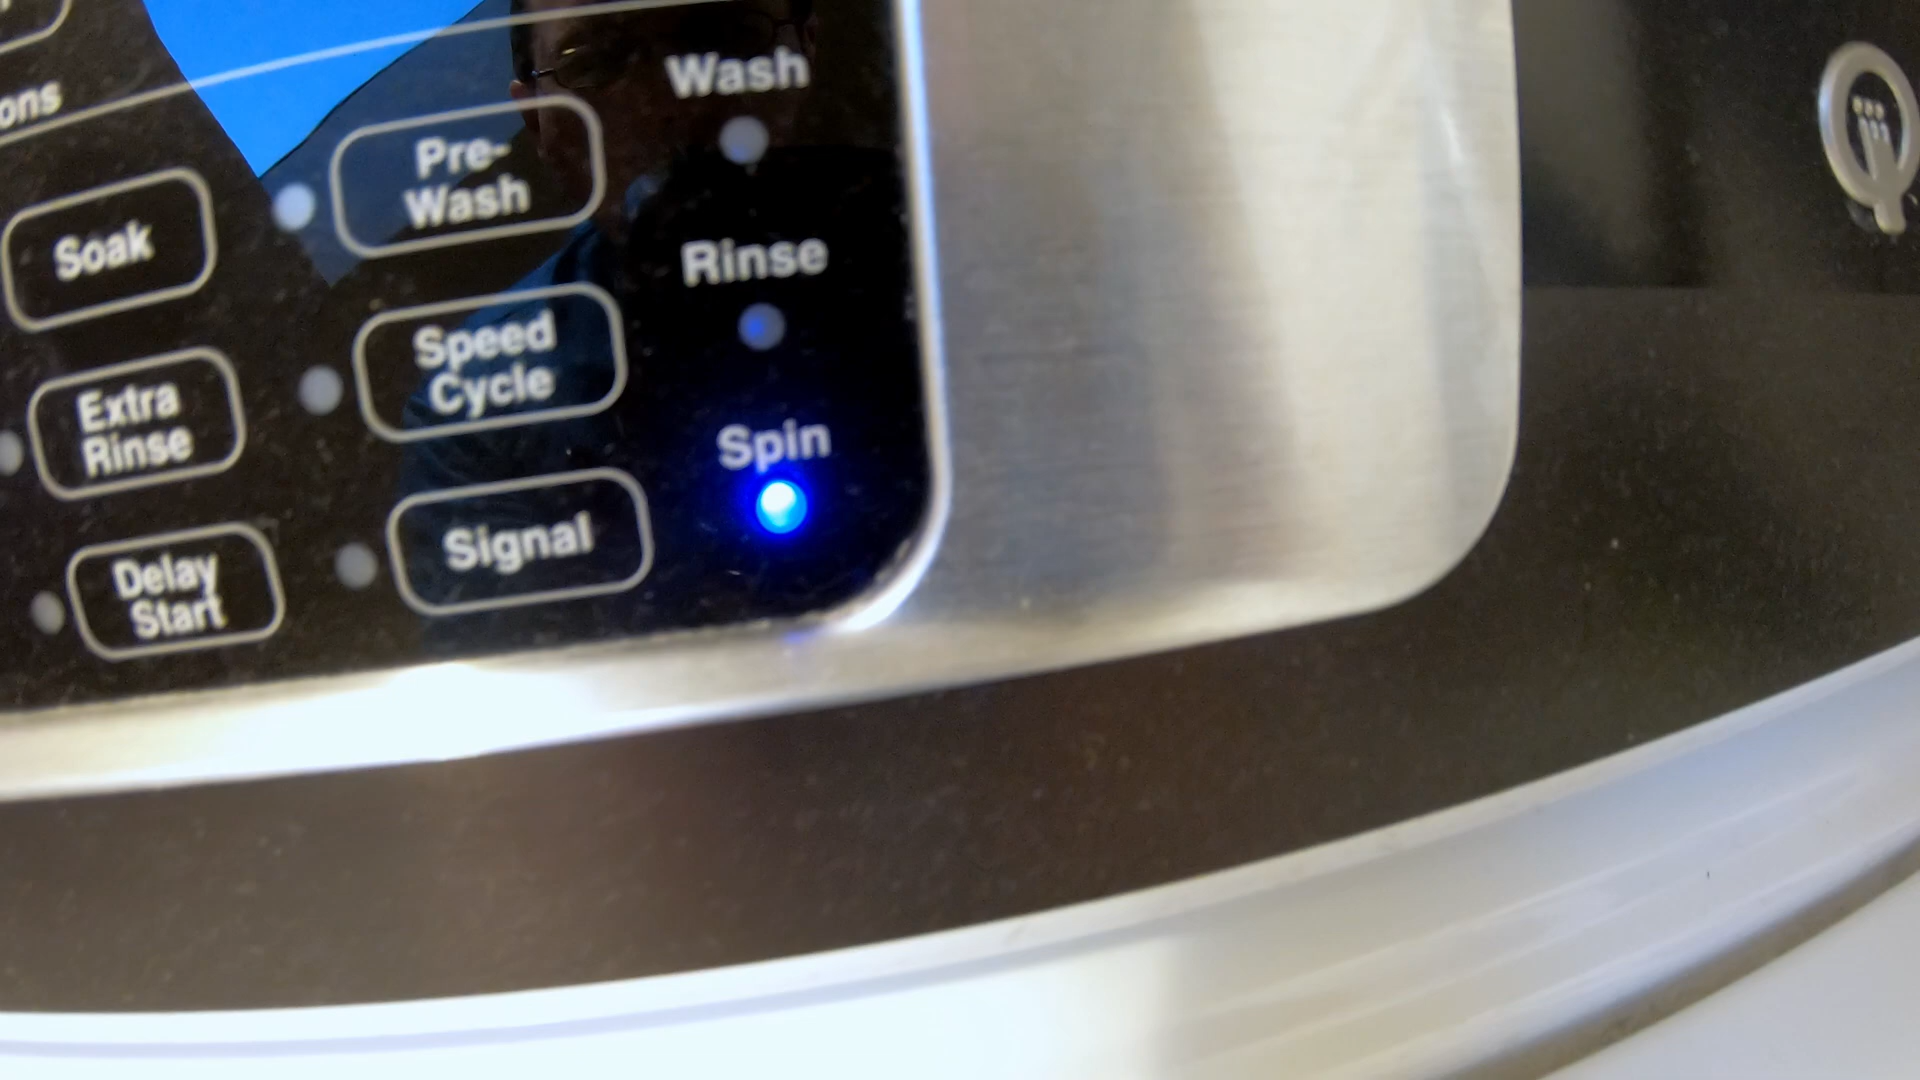 ons
Soak
Pre-
Wash
Wash
Rinse
Extra
Rinse
Speed
Cycle
Spin
Delay
Start
Signal